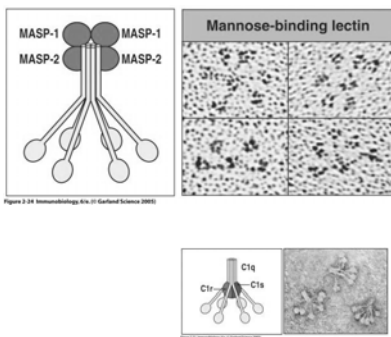 MASP-1 MASP-1
MASP-2 MASP-2
Mannose-binding lectin
Figure 2-24 Immunobiology, 6/e. (© Garland Science 2005)
C1q
C1r C1s